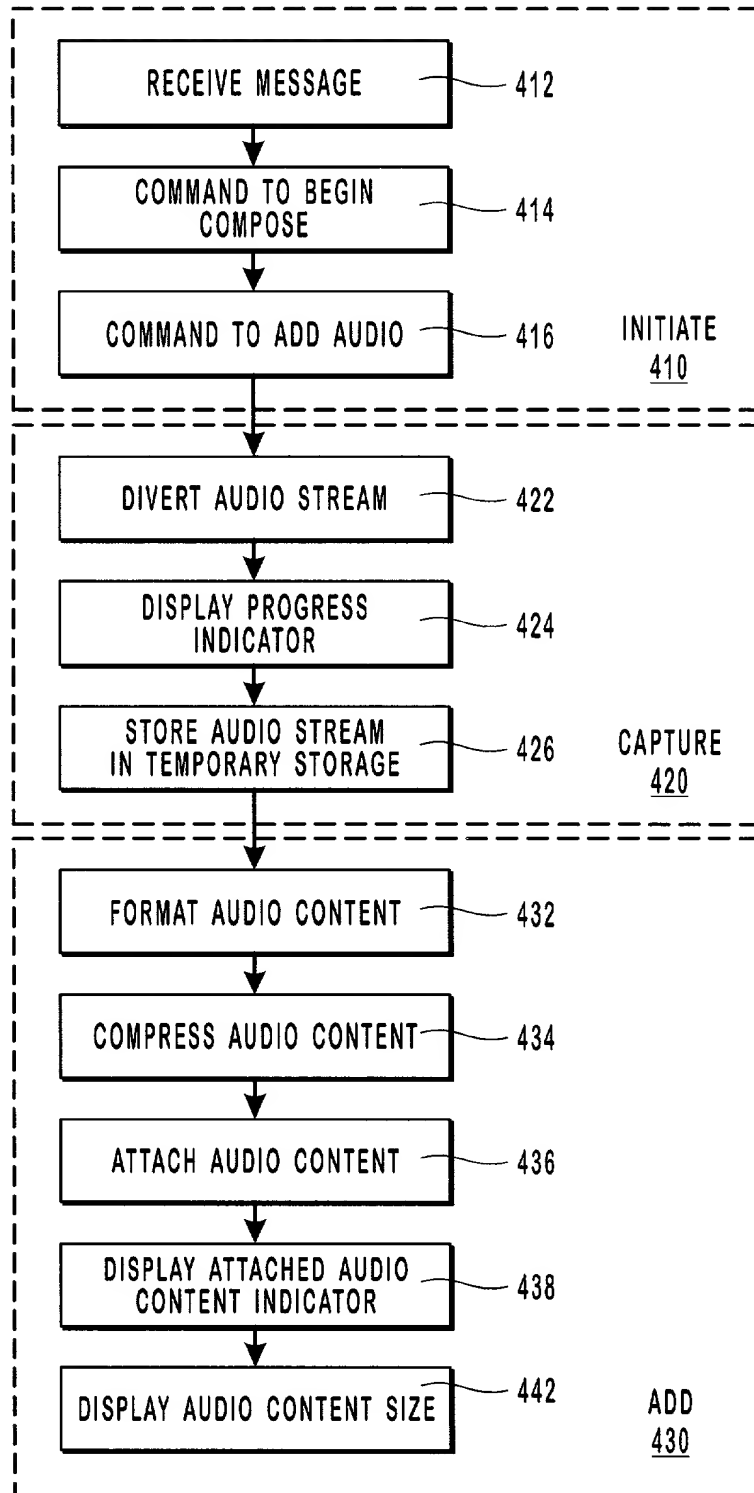 RECEIVE MESSAGE
412
COMMAND TO BEGIN
COMPOSE
414
COMMAND TO ADD AUDIO
416
INITIATE
410
DIVERT AUDIO STREAM
422
DISPLAY PROGRESS
INDICATOR
424
STORE AUDIO STREAM
IN TEMPORARY STORAGE
426
CAPTURE
420
FORMAT AUDIO CONTENT
432
COMPRESS AUDIO CONTENT
434
ATTACH AUDIO CONTENT
436
DISPLAY ATTACHED AUDIO
CONTENT INDICATOR
438
DISPLAY AUDIO CONTENT SIZE
442
ADD
430